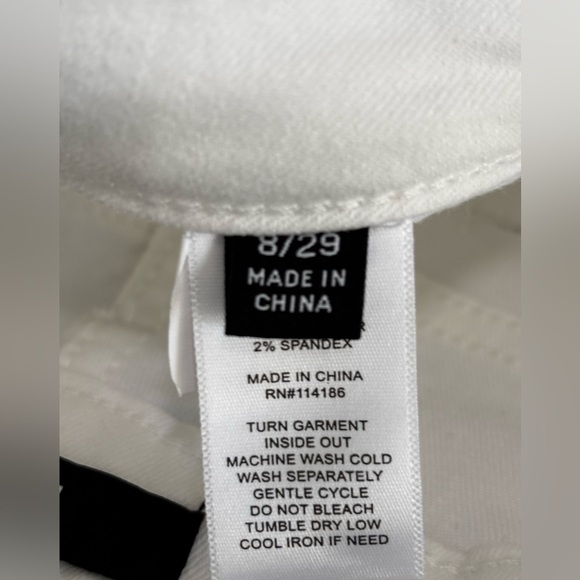 8/29
MADE IN
CHINA
2% SPANDEX
MADE IN CHINA
RN#114186
TURN GARMENT
INSIDE OUT
MACHINE WASH COLD
WASH SEPARATELY
GENTLE CYCLE
DO NOT BLEACH
TUMBLE DRY LOW
COOL IRON IF NEED